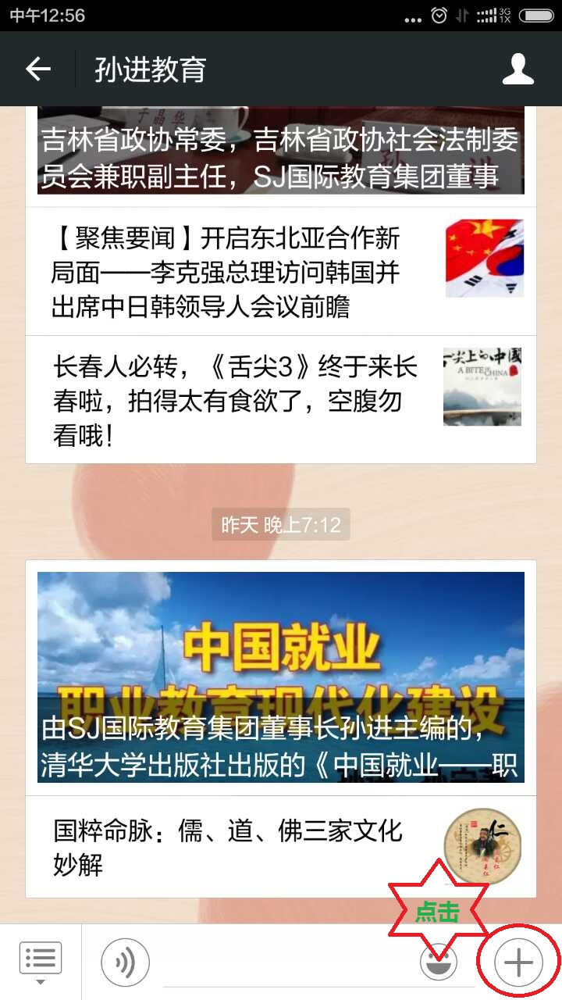 中午12:56
3G
1X
孙进教育
于晶华
吉林省政协常委，吉林省政协社会法制委
员会兼职副主任，SJ国际教育集团董事
【聚焦要闻】开启东北亚合作新
局面——李克强总理访问韩国并
出席中日韩领导人会议前瞻
长春人必转，《舌尖3》终于来长
春啦，拍得太有食欲了，空腹勿
看哦！
舌尖上的中国
A BITE OF CHINA
昨天 晚上7:12
中国就业
职业教育现代化建设
由SJ国际教育集团董事长孙进主编的，
清华大学出版社出版的《中国就业——职
国粹命脉：儒、道、佛三家文化
妙解
仁
点击